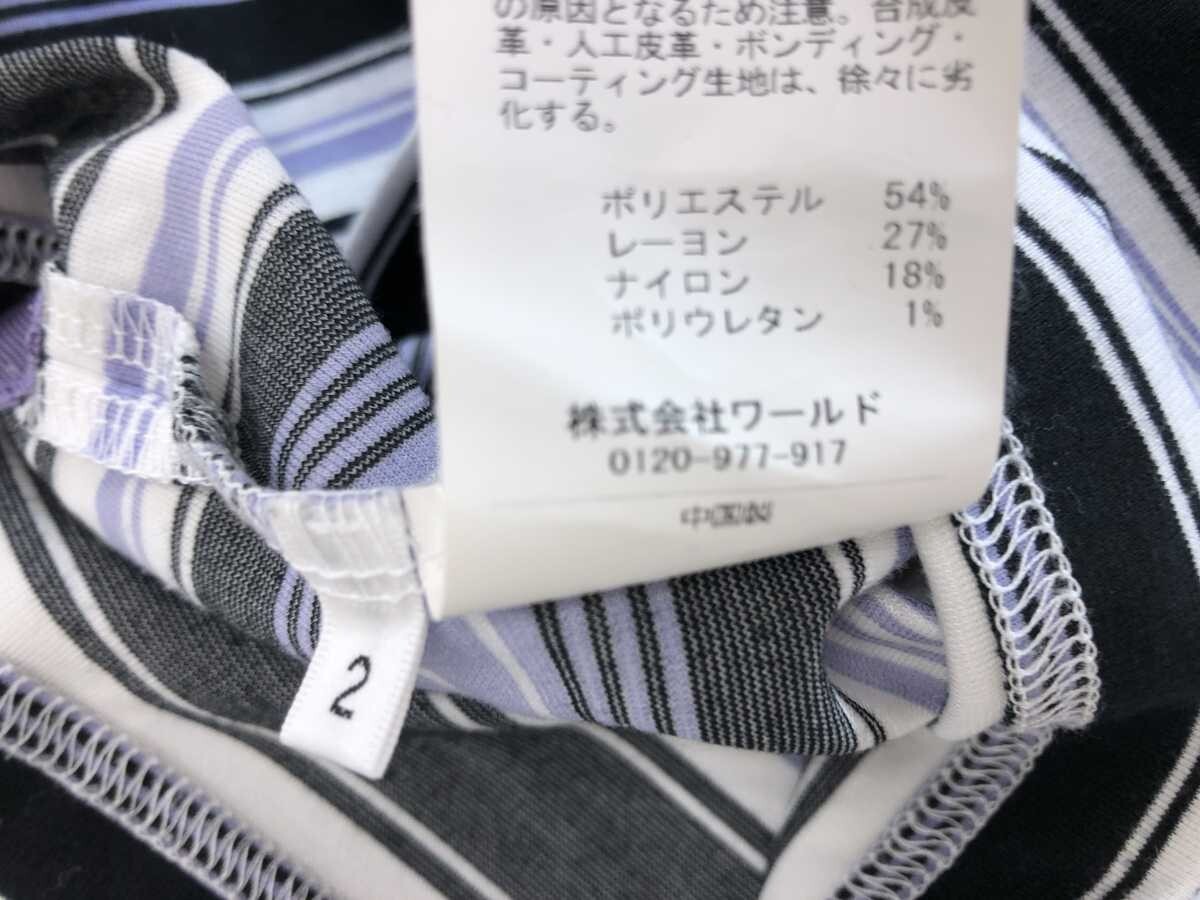 の原因となるため注意。合成皮
革・人工皮革・ボンディング・
コーティング生地は、徐々に劣
化する。
ポリエステル 54%
レーヨン 27%
ナイロン 18%
ポリウレタン 1%
株式会社ワールド
0120-977-917
中国製
2